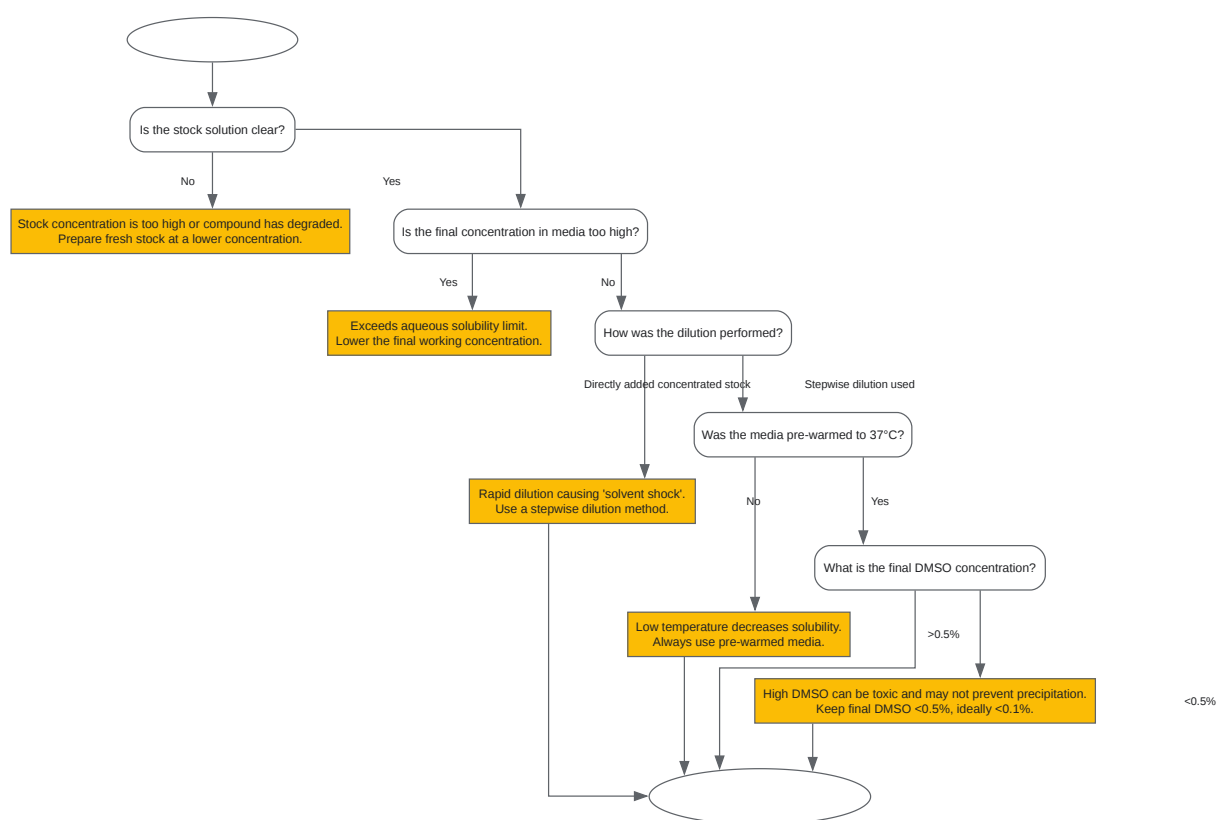 Is the stock solution clear?
No
Yes
Stock concentration is too high or compound has degraded.
Prepare fresh stock at a lower concentration.
Is the final concentration in media too high?
Yes
No
Exceeds aqueous solubility limit.
Lower the final working concentration.
How was the dilution performed?
Directly added concentrated stock
Stepwise dilution used
Was the media pre-warmed to 37°C?
Rapid dilution causing 'solvent shock'.
Use a stepwise dilution method.
No
Yes
What is the final DMSO concentration?
Low temperature decreases solubility.
Always use pre-warmed media.
>0.5%
High DMSO can be toxic and may not prevent precipitation.
Keep final DMSO <0.5%, ideally <0.1%.
<0.5%